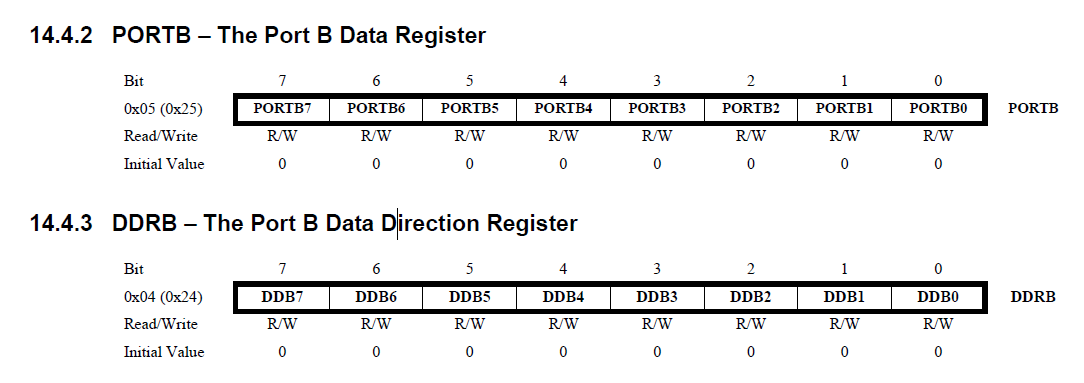 14.4.2 PORTB – The Port B Data Register
Bit 7 6 5 4 3 2 1 0
0x05 (0x25) PORTB7 PORTB6 PORTB5 PORTB4 PORTB3 PORTB2 PORTB1 PORTB0 PORTB
Read/Write R/W R/W R/W R/W R/W R/W R/W R/W
Initial Value 0 0 0 0 0 0 0 0
14.4.3 DDRB – The Port B Data Direction Register
Bit 7 6 5 4 3 2 1 0
0x04 (0x24) DDB7 DDB6 DDB5 DDB4 DDB3 DDB2 DDB1 DDB0 DDRB
Read/Write R/W R/W R/W R/W R/W R/W R/W R/W
Initial Value 0 0 0 0 0 0 0 0